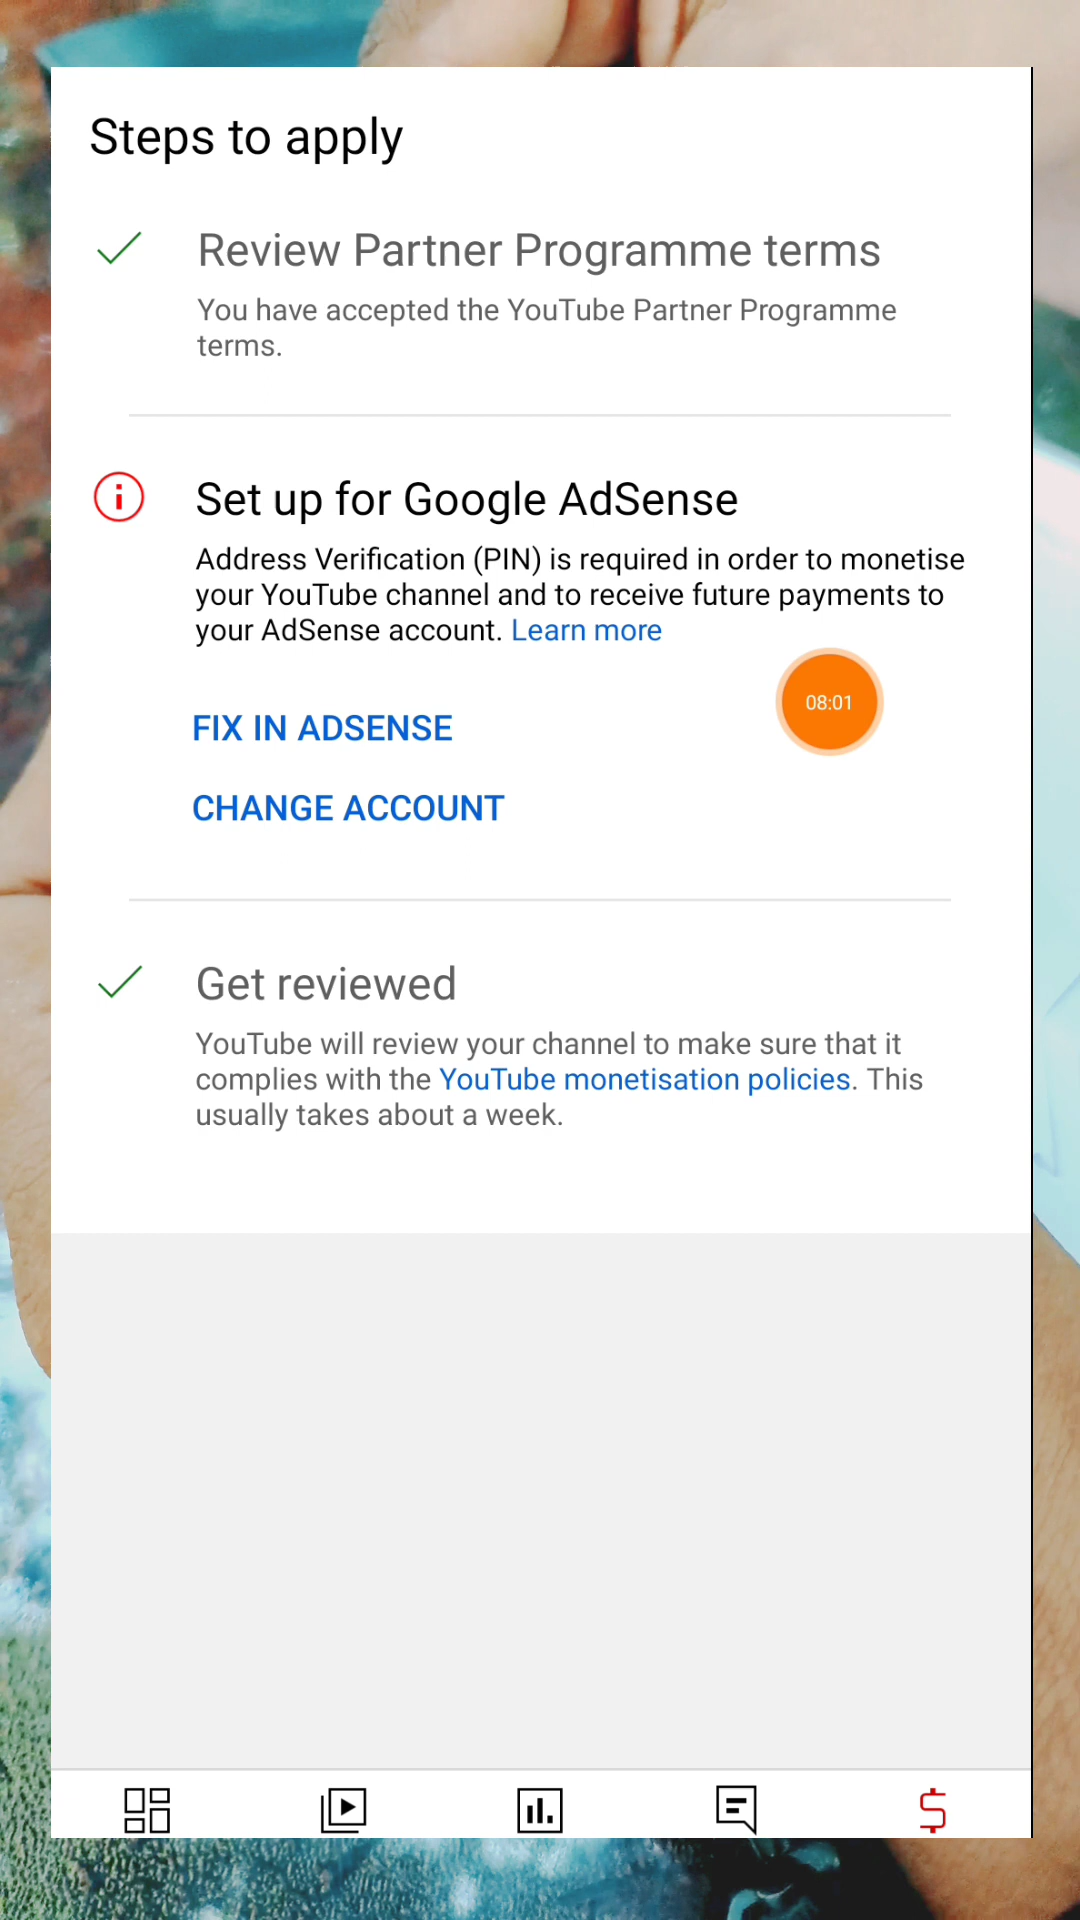 Steps to apply
Review Partner Programme terms
You have accepted the YouTube Partner Programme
terms.
Set up for Google AdSense
Address Verification (PIN) is required in order to monetise
your YouTube channel and to receive future payments to
your AdSense account. Learn more
08:01
FIX IN ADSENSE
CHANGE ACCOUNT
Get reviewed
YouTube will review your channel to make sure that it
complies with the YouTube monetisation policies. This
usually takes about a week.